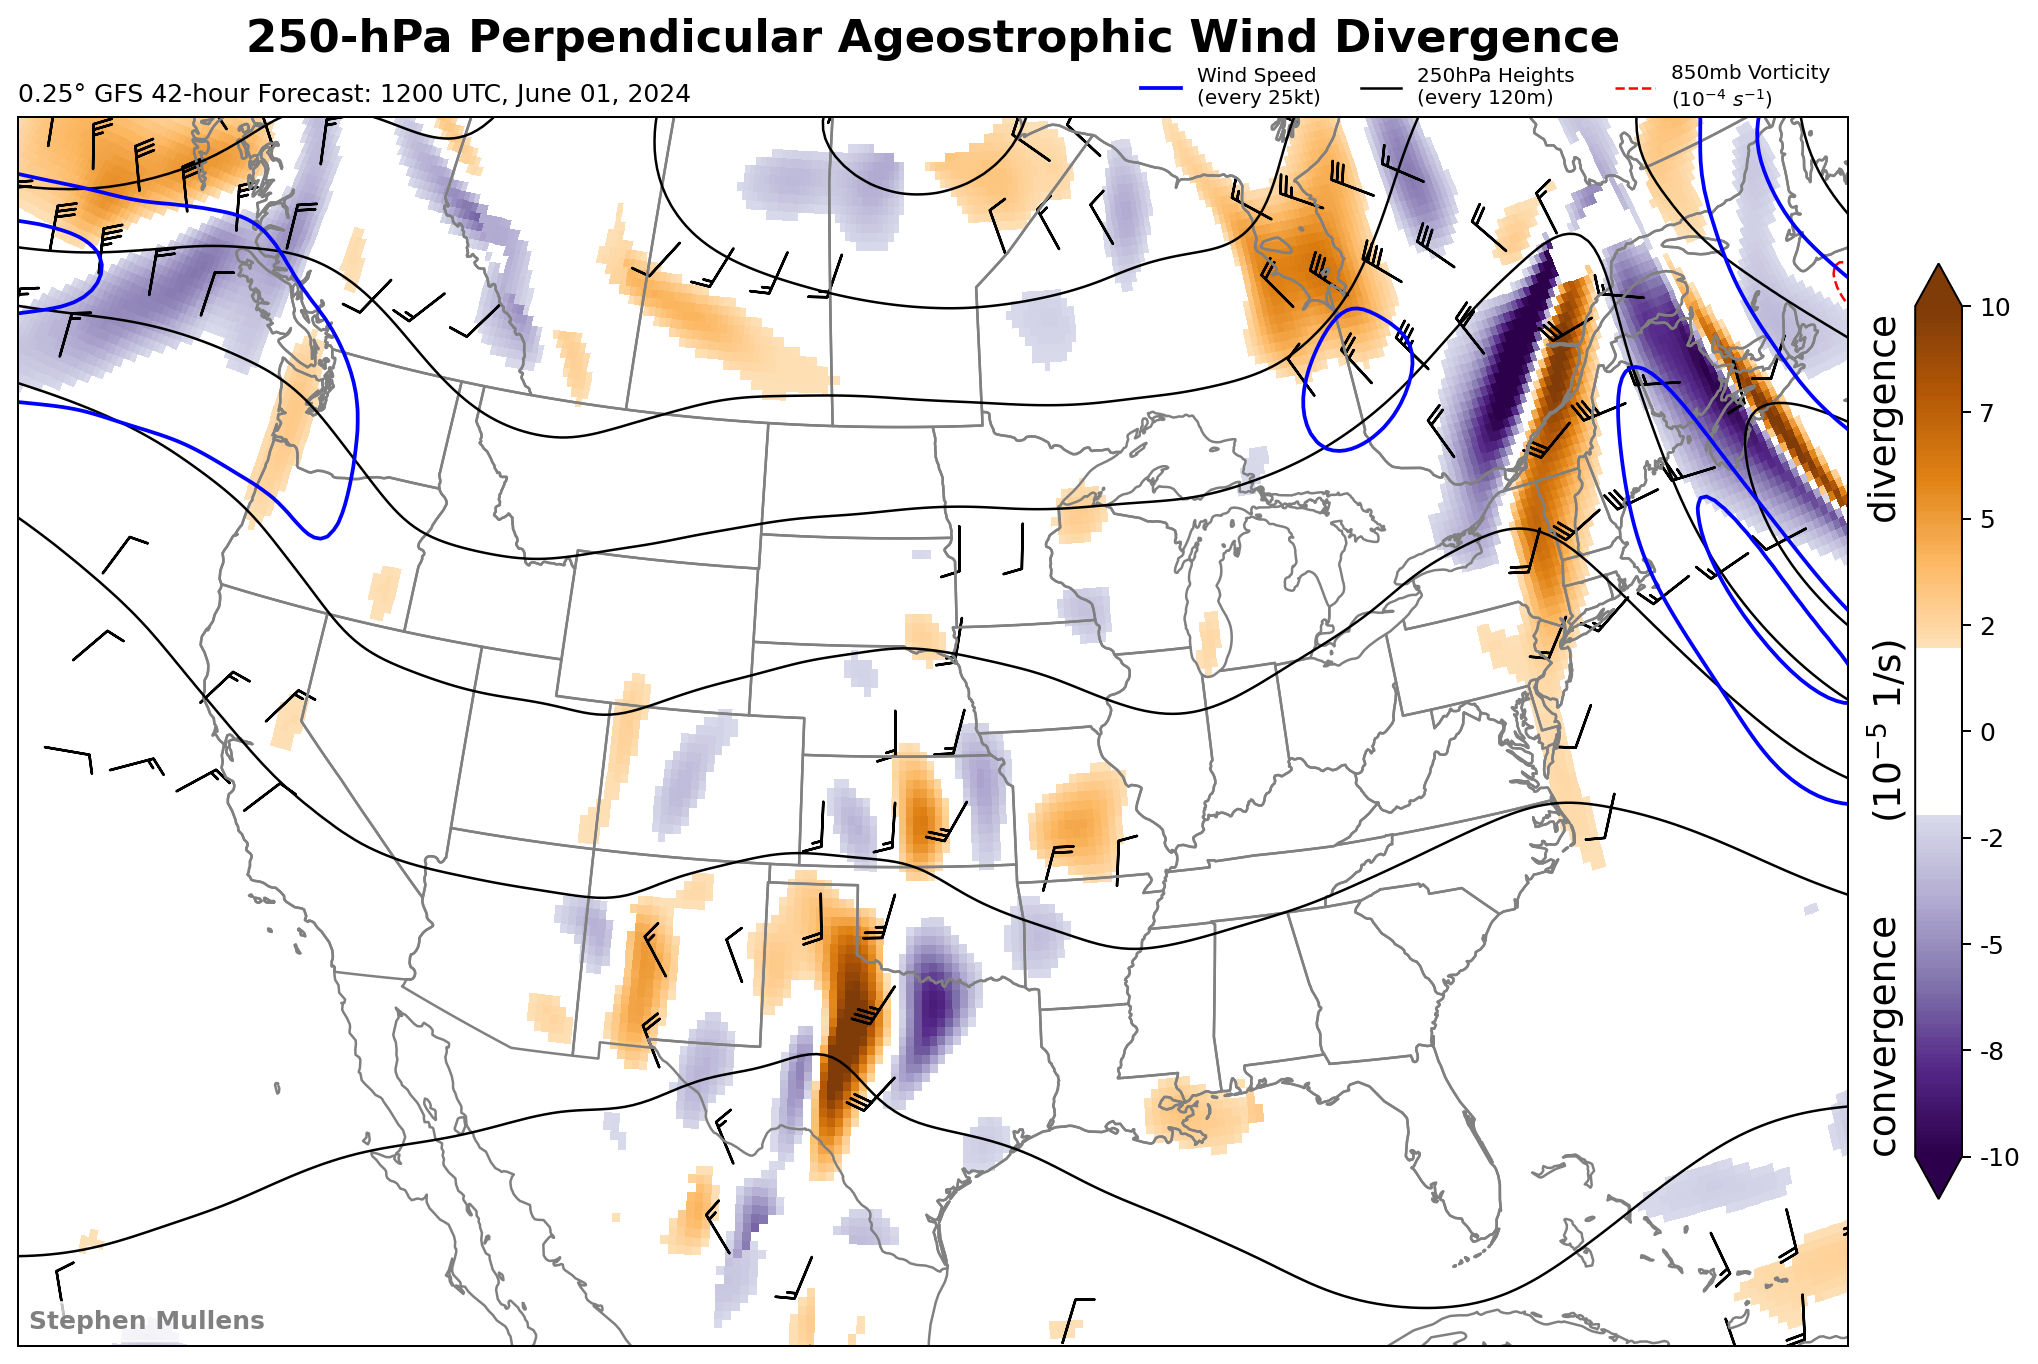 250-hPa Perpendicular Ageostrophic Wind Divergence
0.25° GFS 42-hour Forecast: 1200 UTC, June 01, 2024
Wind Speed
(every 25kt)
250hPa Heights
(every 120m)
850mb Vorticity
(10⁻⁴ s⁻¹)
10
7
5
2
0
-2
-5
-8
-10
convergence (10⁻⁵ 1/s) divergence
Stephen Mullens